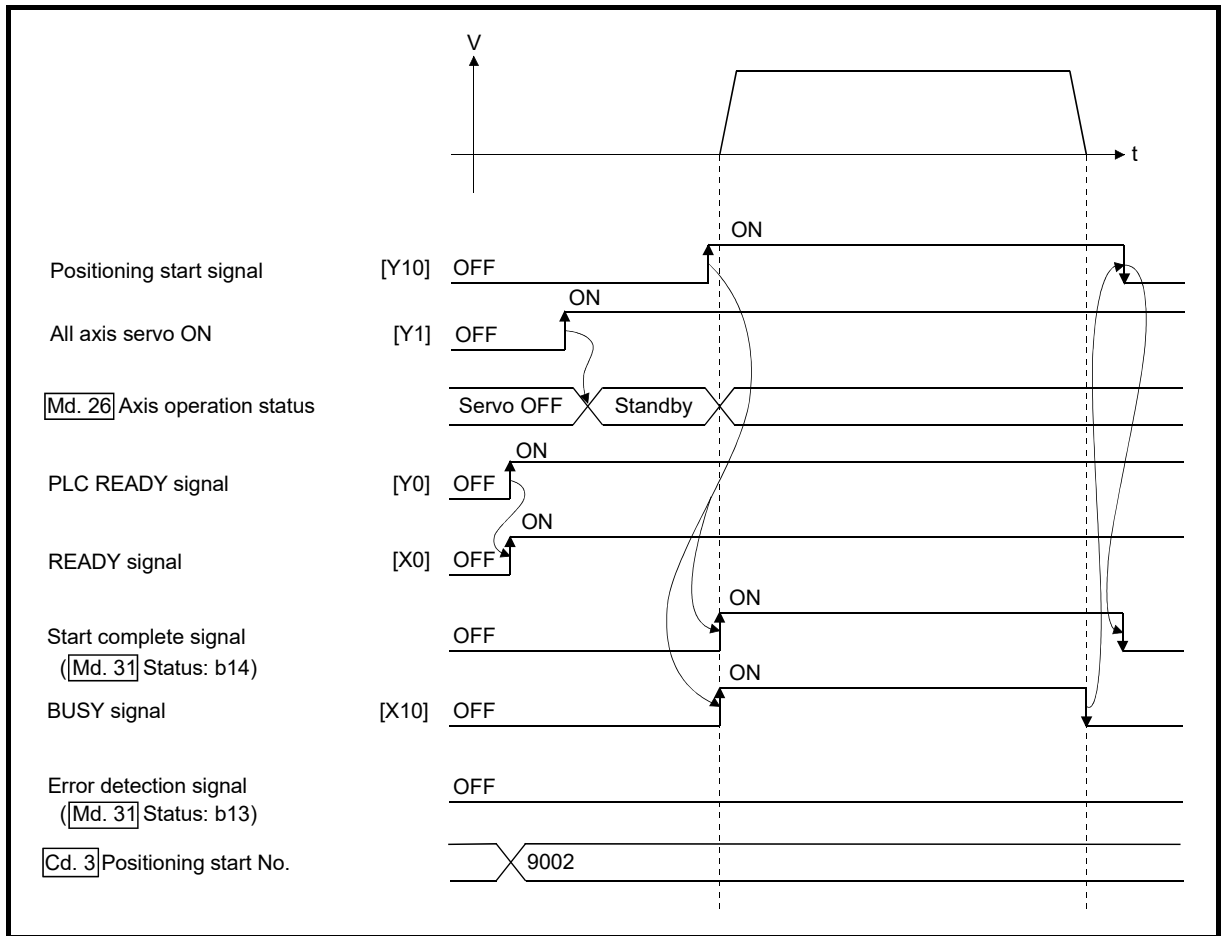 V
t
ON
Positioning start signal [Y10] OFF
ON
All axis servo ON [Y1] OFF
Md. 26 Axis operation status Servo OFF Standby
ON
PLC READY signal [Y0] OFF
ON
READY signal [X0] OFF
ON
Start complete signal OFF
(Md. 31 Status: b14)
ON
BUSY signal [X10] OFF
Error detection signal OFF
(Md. 31 Status: b13)
Cd. 3 Positioning start No. 9002